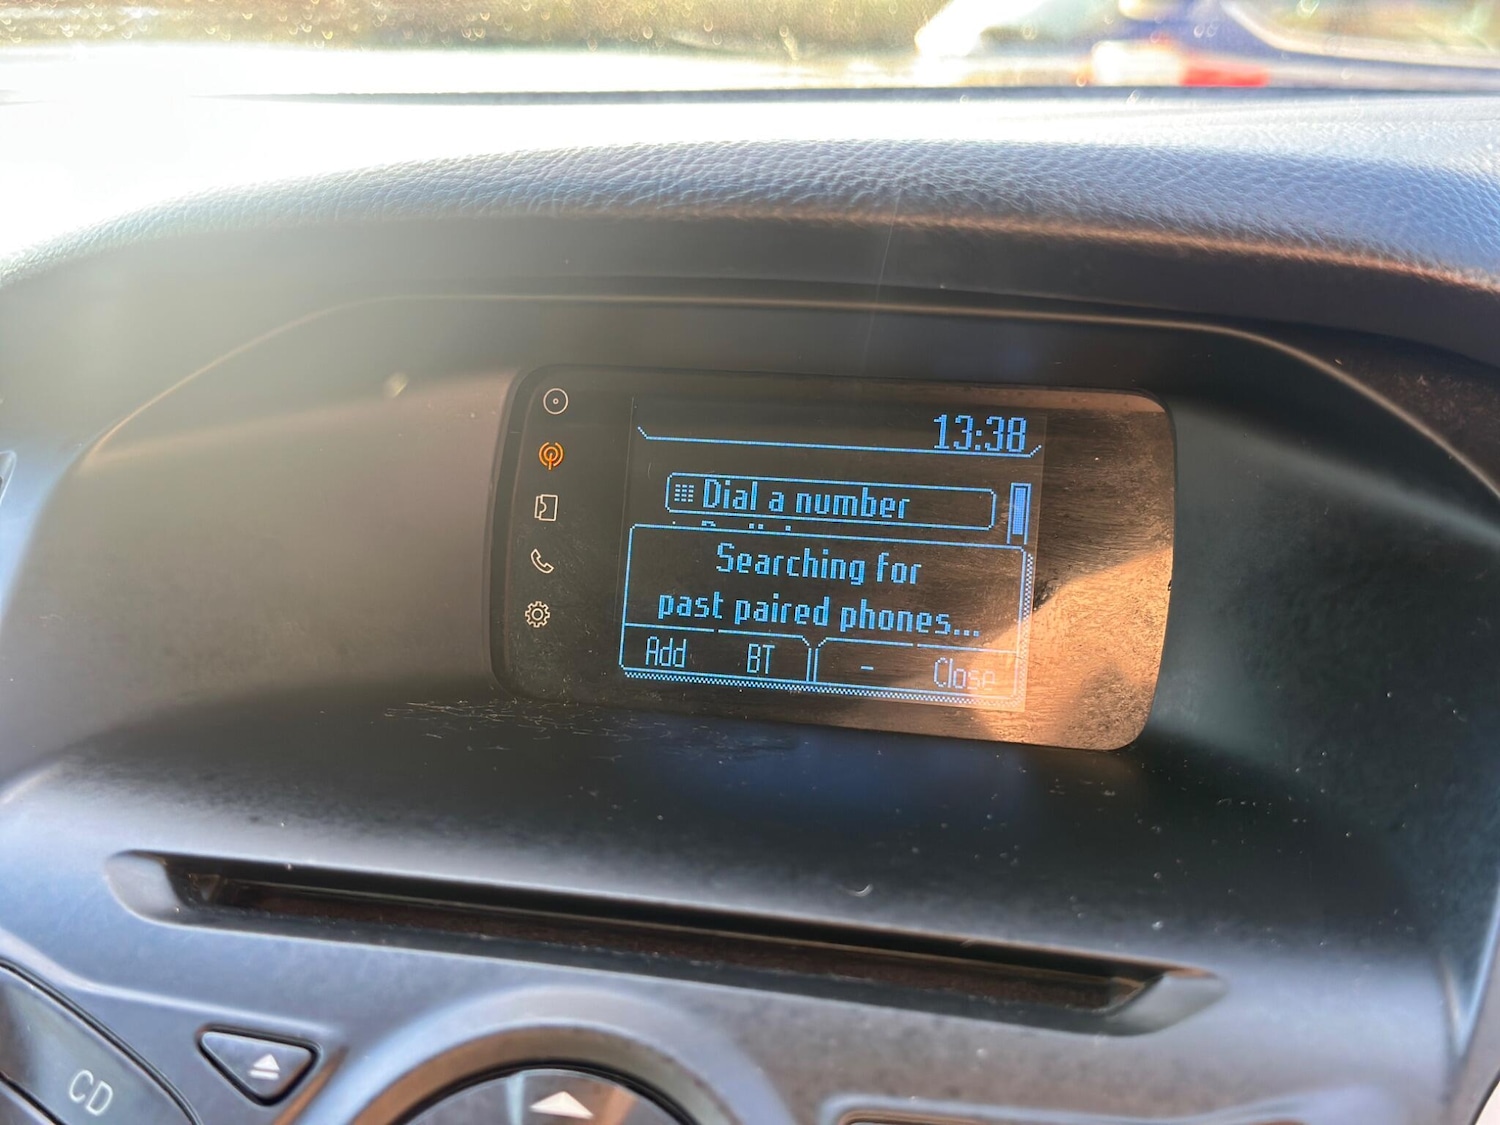 13:38
Dial a number
Searching for
past paired phones...
Add BT - Close
CD